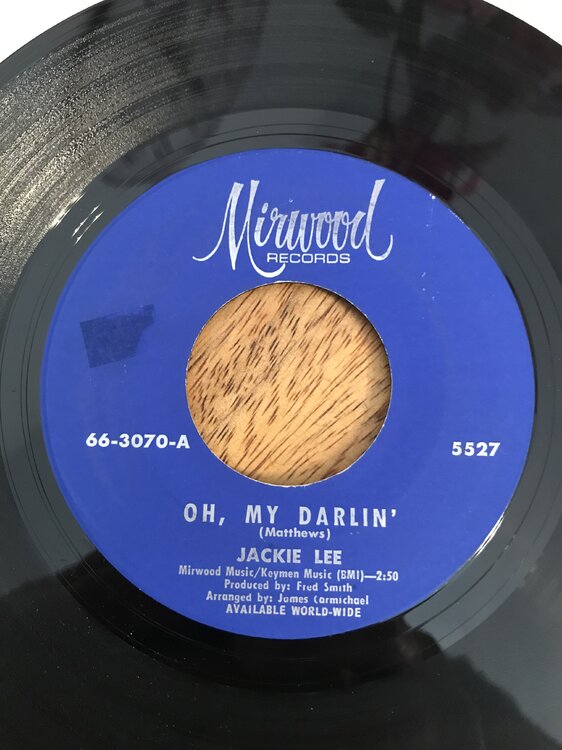 Mirwood
RECORDS
66-3070-A
5527
OH, MY DARLIN'
(Matthews)
JACKIE LEE
Mirwood Music/Keymen Music (BMI)—2:50
Produced by: Fred Smith
Arranged by: James Carmichael
AVAILABLE WORLD-WIDE